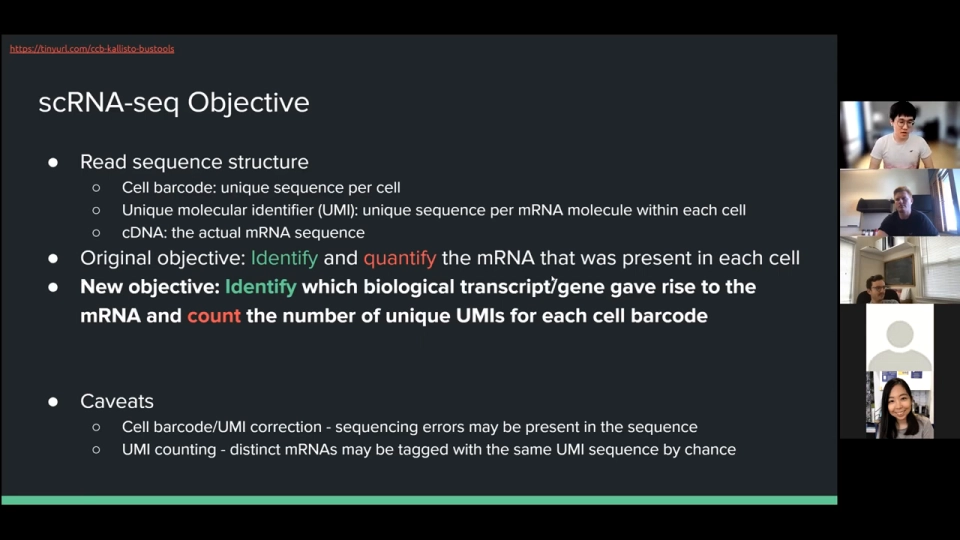 https://tinyurl.com/ccb-kallisto-bustools
scRNA-seq Objective
● Read sequence structure
○ Cell barcode: unique sequence per cell
○ Unique molecular identifier (UMI): unique sequence per mRNA molecule within each cell
○ cDNA: the actual mRNA sequence
● Original objective: Identify and quantify the mRNA that was present in each cell
● New objective: Identify which biological transcript/gene gave rise to the
mRNA and count the number of unique UMIs for each cell barcode
● Caveats
○ Cell barcode/UMI correction - sequencing errors may be present in the sequence
○ UMI counting - distinct mRNAs may be tagged with the same UMI sequence by chance